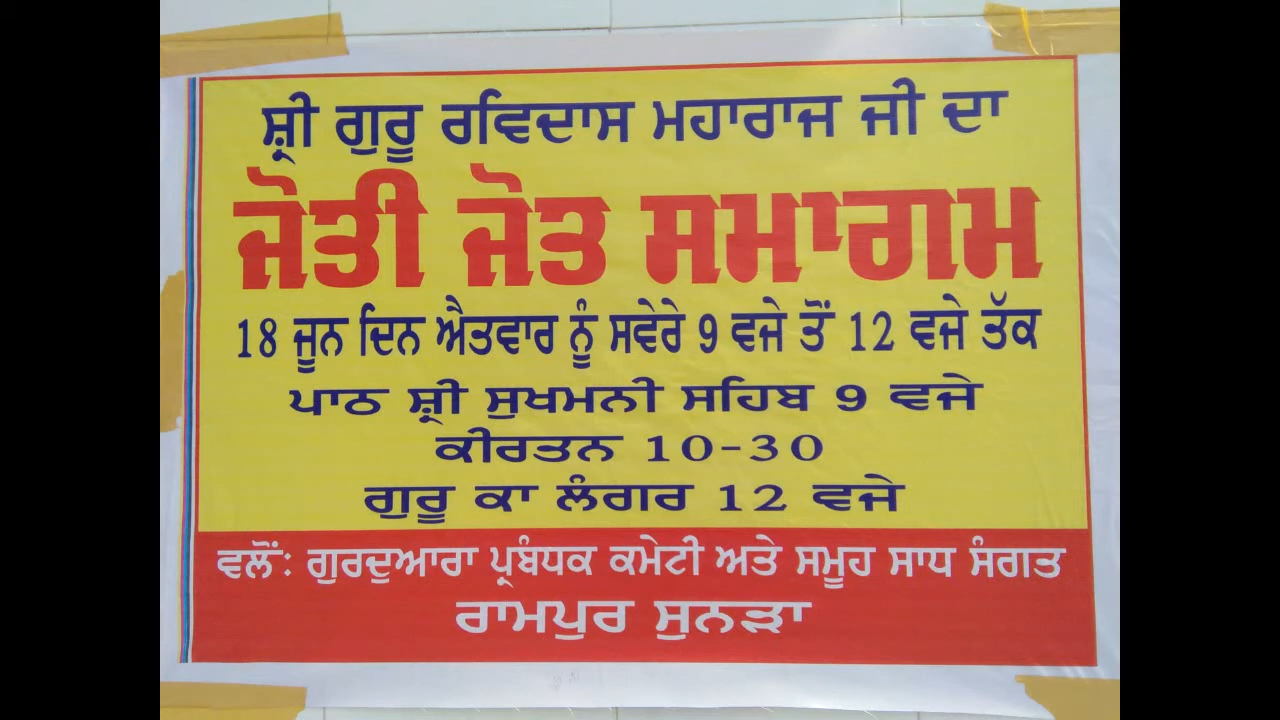 ਸ਼੍ਰੀ ਗੁਰੂ ਰਵਿਦਾਸ ਮਹਾਰਾਜ ਜੀ ਦਾ
ਜੋਤੀ ਜੋਤ ਸਮਾਗਮ
18 ਜੂਨ ਦਿਨ ਐਤਵਾਰ ਨੂੰ ਸਵੇਰੇ 9 ਵਜੇ ਤੋਂ 12 ਵਜੇ ਤੱਕ
ਪਾਠ ਸ਼੍ਰੀ ਸੁਖਮਨੀ ਸਹਿਬ 9 ਵਜੇ
ਕੀਰਤਨ 10-30
ਗੁਰੂ ਕਾ ਲੰਗਰ 12 ਵਜੇ
ਵਲੋਂ: ਗੁਰਦੁਆਰਾ ਪ੍ਰਬੰਧਕ ਕਮੇਟੀ ਅਤੇ ਸਮੂਹ ਸਾਧ ਸੰਗਤ
ਰਾਮਪੁਰ ਸੁਨੜਾ